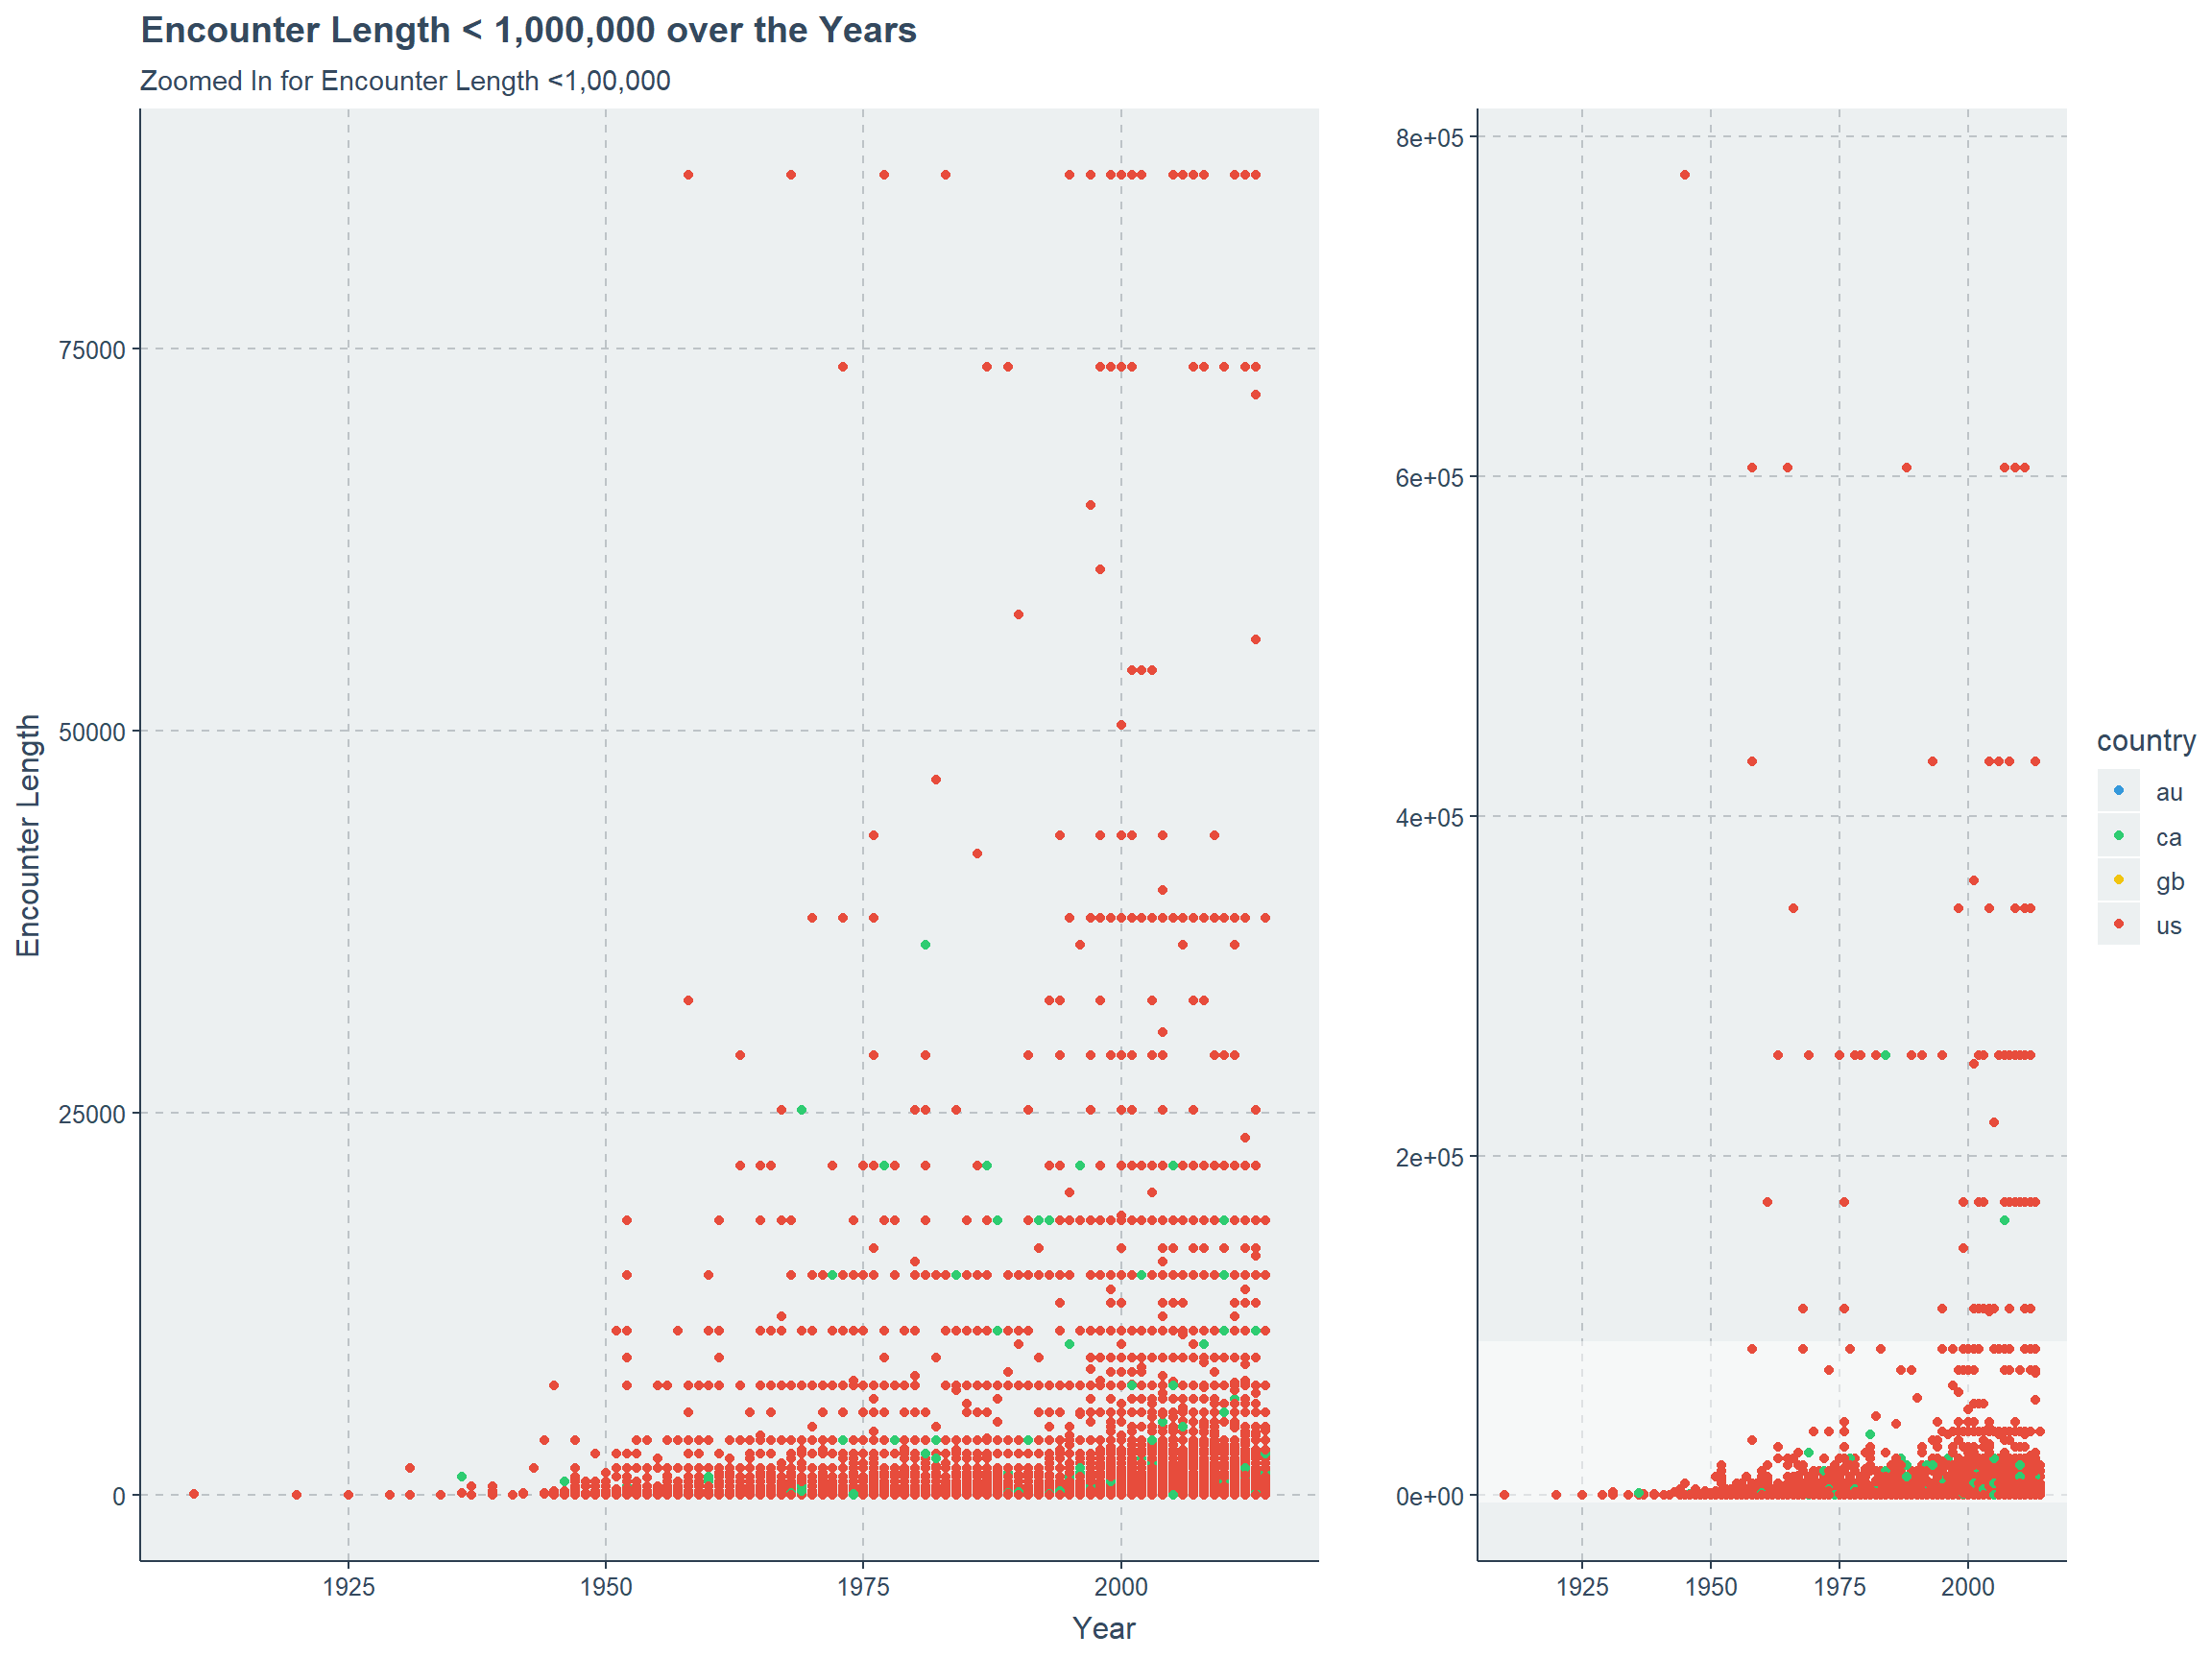 Encounter Length < 1,000,000 over the Years
Zoomed In for Encounter Length <1,00,000
Encounter Length
75000
50000
25000
0
1925 1950 1975 2000
8e+05
6e+05
4e+05
2e+05
0e+00
1925 1950 1975 2000
Year
country
au
ca
gb
us